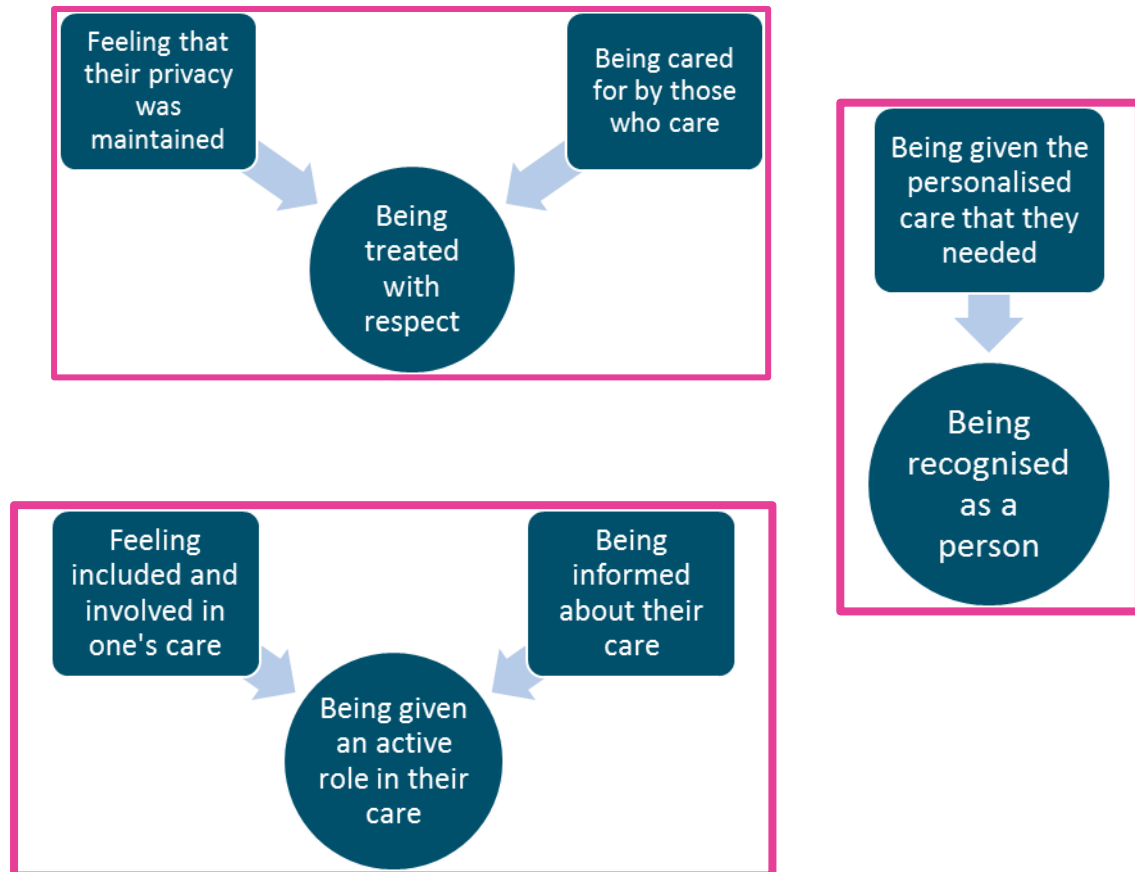 Feeling that
their privacy
was
maintained
Being cared
for by those
who care
Being
treated
with
respect
Being given the
personalised
care that they
needed
Being
recognised
as a
person
Feeling
included and
involved in
one's care
Being
informed
about their
care
Being given
an active
role in their
care